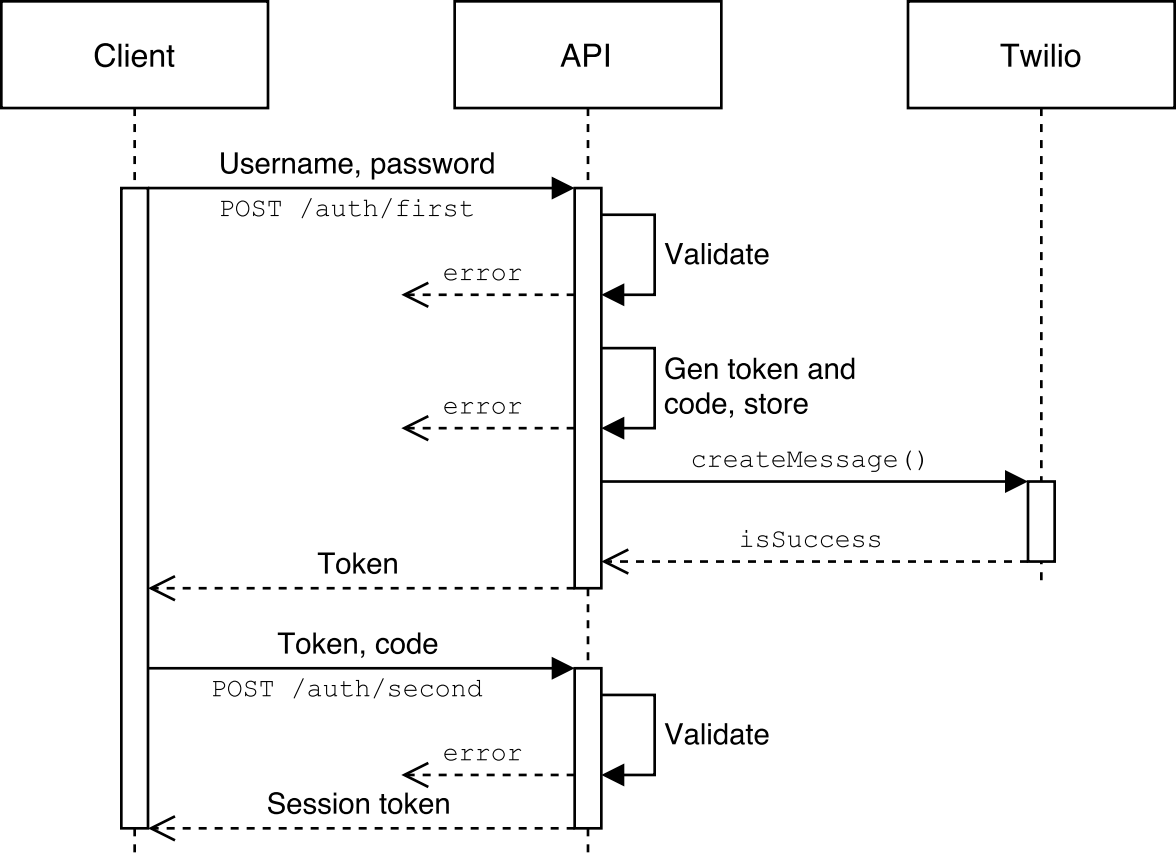 Client
API
Twilio
Username, password
POST /auth/first
Validate
error
Gen token and
code, store
error
createMessage()
isSuccess
Token
Token, code
POST /auth/second
Validate
error
Session token